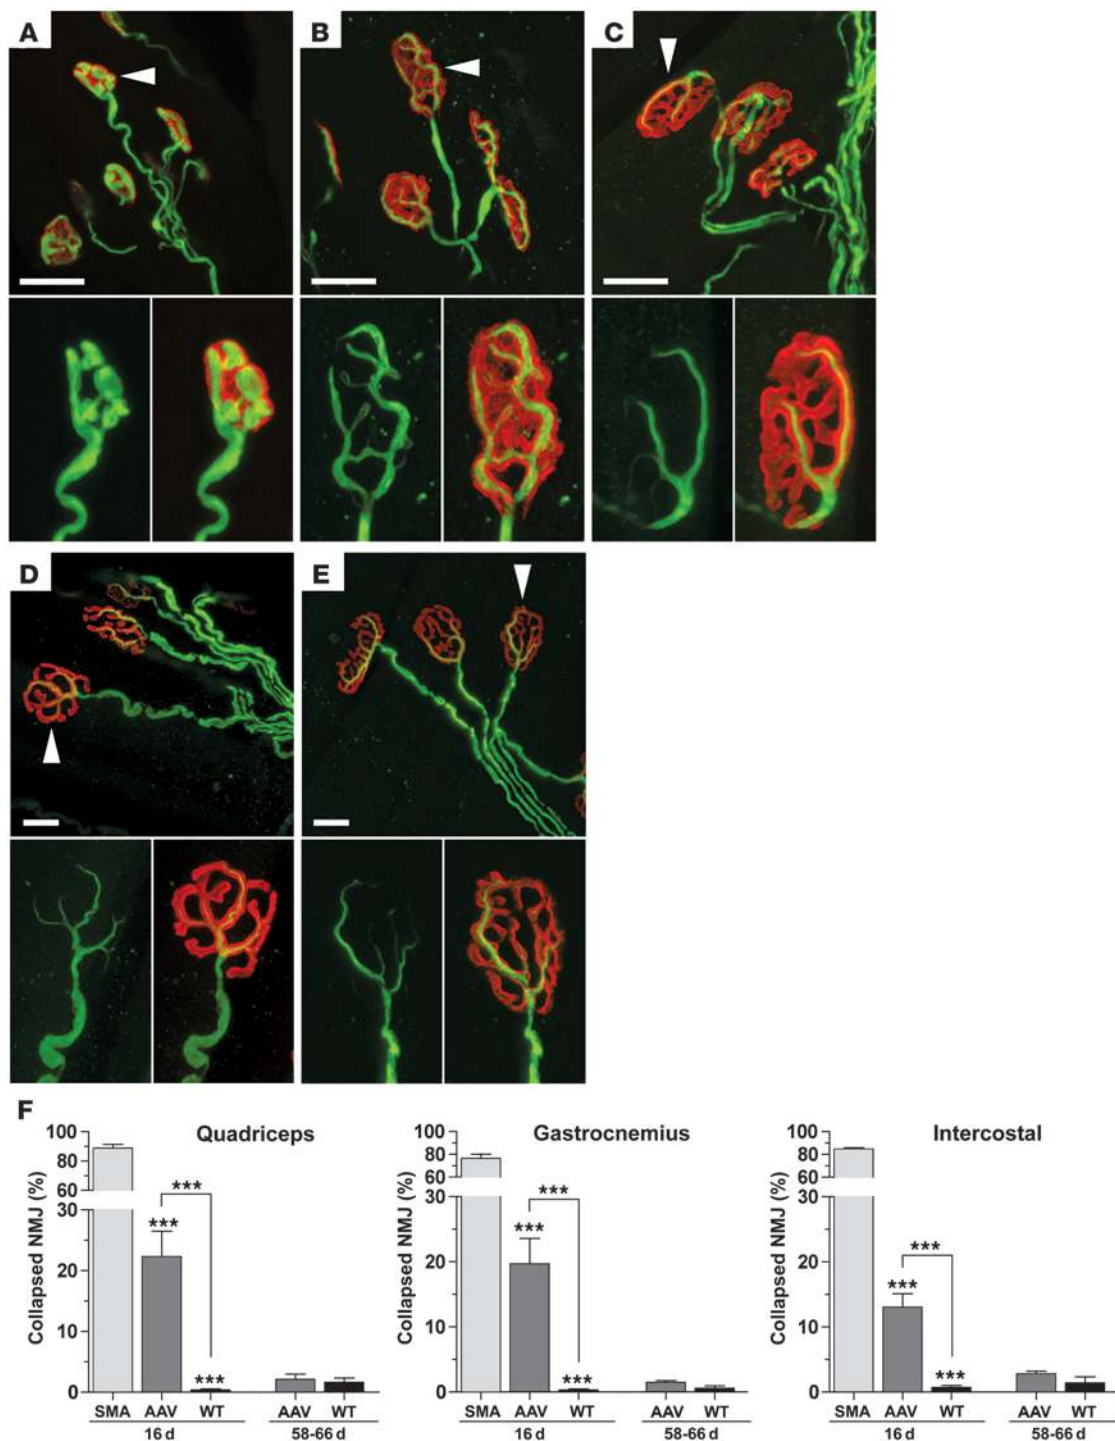 A
B
C
D
E
F
Quadriceps
Collapsed NMJ (%)
100
80
60
30
20
10
0
***
***
***
SMA AAV WT AAV WT
16 d 58-66 d
Gastrocnemius
Collapsed NMJ (%)
100
80
60
30
20
10
0
***
***
***
SMA AAV WT AAV WT
16 d 58-66 d
Intercostal
Collapsed NMJ (%)
100
80
60
30
20
10
0
***
***
***
SMA AAV WT AAV WT
16 d 58-66 d